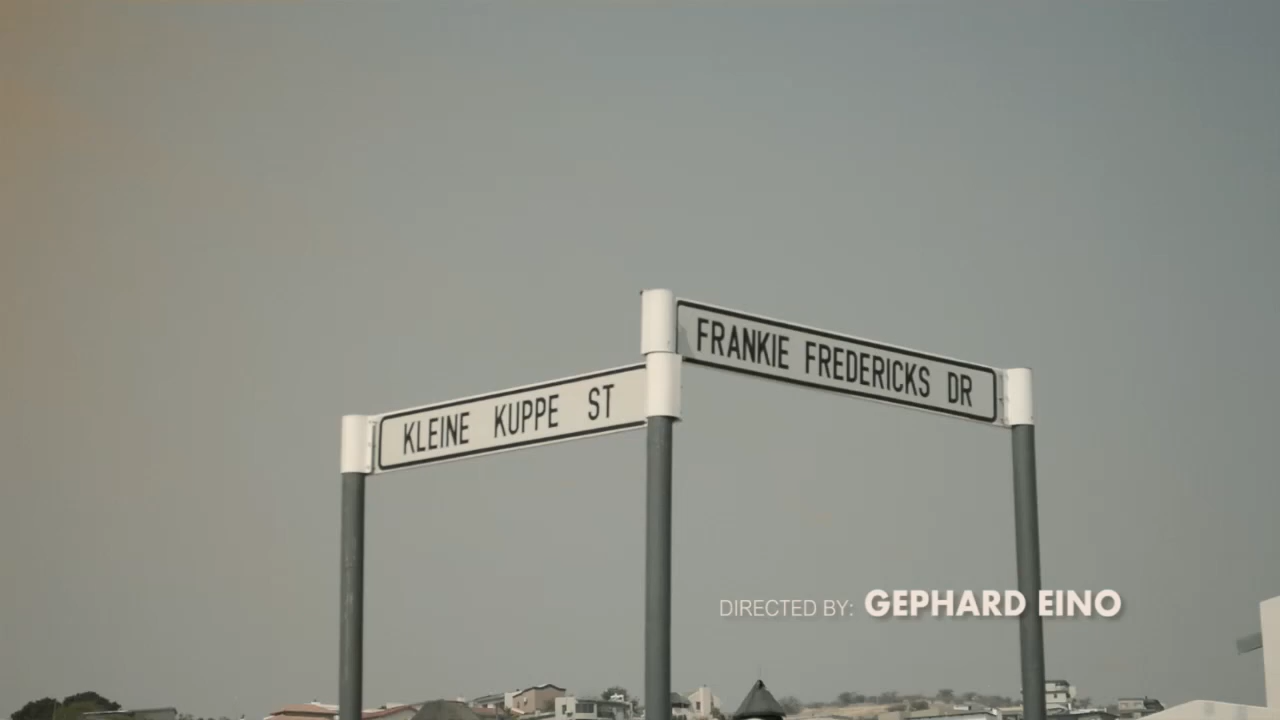 FRANKIE FREDERICKS DR
KLEINE KUPPE ST
DIRECTED BY: GEPHARD EINO